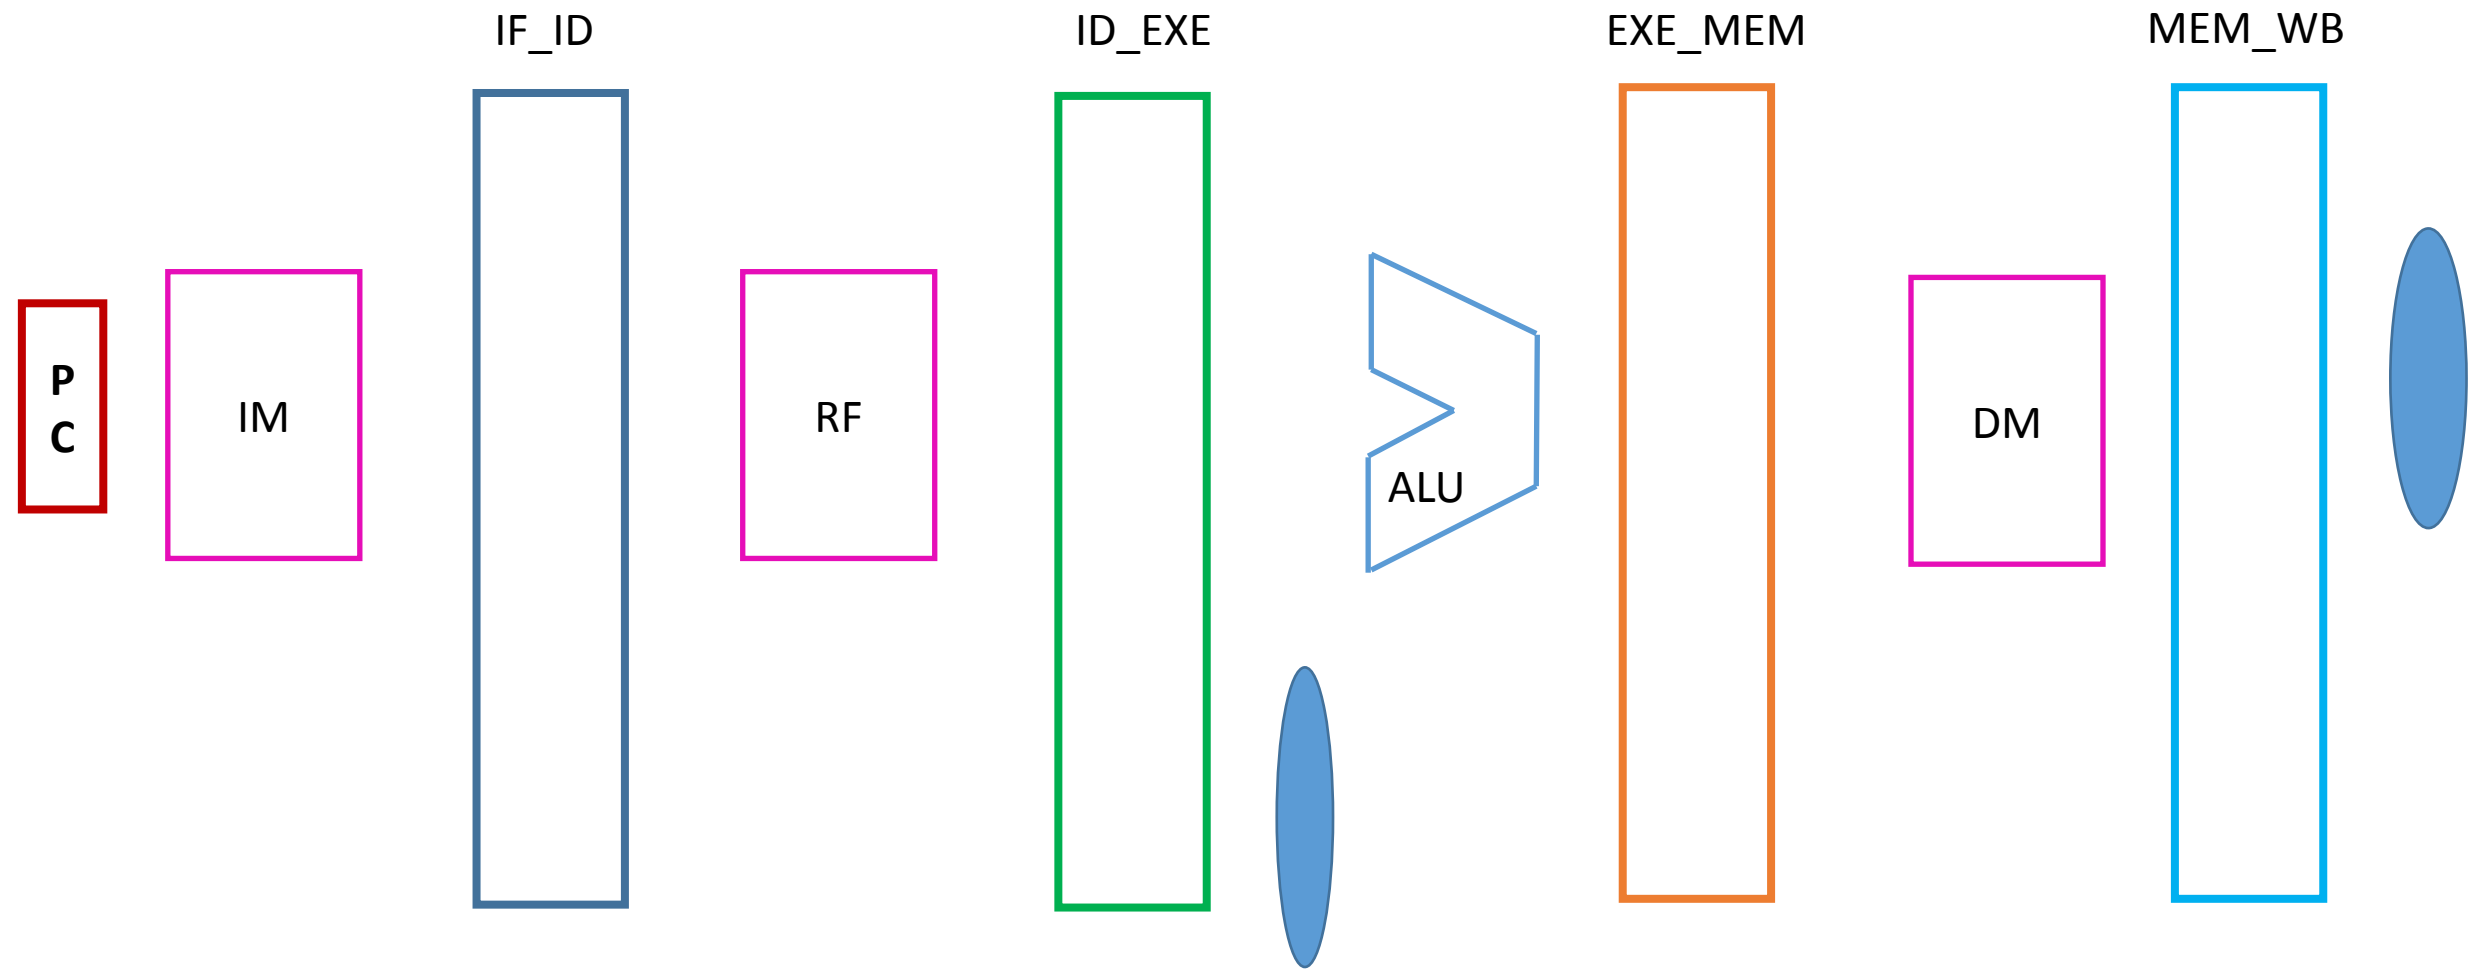 IF_ID
ID_EXE
EXE_MEM
MEM_WB
P
C
IM
RF
ALU
DM